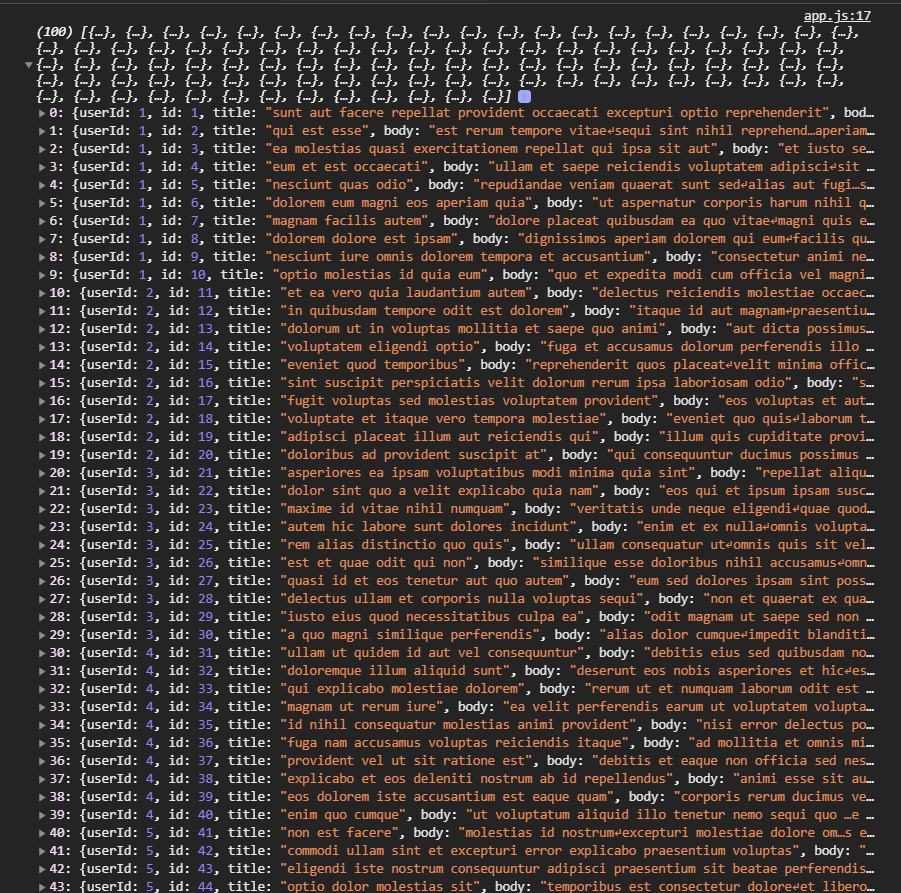 app.js:17
(100) [{…}, {…}, {…}, {…}, {…}, {…}, {…}, {…}, {…}, {…}, {…}, {…}, {…}, {…}, {…}, {…}, {…}, {…}, {…}, {…}, {…},
{…}, {…}, {…}, {…}, {…}, {…}, {…}, {…}, {…}, {…}, {…}, {…}, {…}, {…}, {…}, {…}, {…}, {…}, {…}, {…}, {…}, {…},
{…}, {…}, {…}, {…}, {…}, {…}, {…}, {…}, {…}, {…}, {…}, {…}, {…}, {…}, {…}, {…}, {…}, {…}, {…}, {…}, {…}, {…},
{…}, {…}, {…}, {…}, {…}, {…}, {…}, {…}, {…}, {…}, {…}, {…}, {…}, {…}, {…}, {…}, {…}, {…}, {…}, {…}, {…}, {…},
{…}, {…}, {…}, {…}, {…}, {…}, {…}, {…}, {…}, {…}, {…}, {…}, {…}] i
0: {userId: 1, id: 1, title: "sunt aut facere repellat provident occaecati excepturi optio reprehenderit", bod…
1: {userId: 1, id: 2, title: "qui est esse", body: "est rerum tempore vitae↵sequi sint nihil reprehend…aperiam…
2: {userId: 1, id: 3, title: "ea molestias quasi exercitationem repellat qui ipsa sit aut", body: "et iusto se…
3: {userId: 1, id: 4, title: "eum et est occaecati", body: "ullam et saepe reiciendis voluptatem adipisci↵sit …
4: {userId: 1, id: 5, title: "nesciunt quas odio", body: "repudiandae veniam quaerat sunt sed↵alias aut fugi…s…
5: {userId: 1, id: 6, title: "dolorem eum magni eos aperiam quia", body: "ut aspernatur corporis harum nihil q…
6: {userId: 1, id: 7, title: "magnam facilis autem", body: "dolore placeat quibusdam ea quo vitae↵magni quis e…
7: {userId: 1, id: 8, title: "dolorem dolore est ipsam", body: "dignissimos aperiam dolorem qui eum↵facilis qu…
8: {userId: 1, id: 9, title: "nesciunt iure omnis dolorem tempora et accusantium", body: "consectetur animi ne…
9: {userId: 1, id: 10, title: "optio molestias id quia eum", body: "quo et expedita modi cum officia vel magni…
10: {userId: 2, id: 11, title: "et ea vero quia laudantium autem", body: "delectus reiciendis molestiae occaec…
11: {userId: 2, id: 12, title: "in quibusdam tempore odit est dolorem", body: "itaque id aut magnam↵praesentiu…
12: {userId: 2, id: 13, title: "dolorum ut in voluptas mollitia et saepe quo animi", body: "aut dicta possimus…
13: {userId: 2, id: 14, title: "voluptatem eligendi optio", body: "fuga et accusamus dolorum perferendis illo …
14: {userId: 2, id: 15, title: "eveniet quod temporibus", body: "reprehenderit quos placeat↵velit minima offic…
15: {userId: 2, id: 16, title: "sint suscipit perspiciatis velit dolorum rerum ipsa laboriosam odio", body: "s…
16: {userId: 2, id: 17, title: "fugit voluptas sed molestias voluptatem provident", body: "eos voluptas et aut…
17: {userId: 2, id: 18, title: "voluptate et itaque vero tempora molestiae", body: "eveniet quo quis↵laborum t…
18: {userId: 2, id: 19, title: "adipisci placeat illum aut reiciendis qui", body: "illum quis cupiditate provi…
19: {userId: 2, id: 20, title: "doloribus ad provident suscipit at", body: "qui consequuntur ducimus possimus …
20: {userId: 3, id: 21, title: "asperiores ea ipsam voluptatibus modi minima quia sint", body: "repellat aliqu…
21: {userId: 3, id: 22, title: "dolor sint quo a velit explicabo quia nam", body: "eos qui et ipsum ipsam susc…
22: {userId: 3, id: 23, title: "maxime id vitae nihil numquam", body: "veritatis unde neque eligendi↵quae quod…
23: {userId: 3, id: 24, title: "autem hic labore sunt dolores incidunt", body: "enim et ex nulla↵omnis volupta…
24: {userId: 3, id: 25, title: "rem alias distinctio quo quis", body: "ullam consequatur ut↵omnis quis sit vel…
25: {userId: 3, id: 26, title: "est et quae odit qui non", body: "similique esse doloribus nihil accusamus↵omn…
26: {userId: 3, id: 27, title: "quasi id et eos tenetur aut quo autem", body: "eum sed dolores ipsam sint poss…
27: {userId: 3, id: 28, title: "delectus ullam et corporis nulla voluptas sequi", body: "non et quaerat ex qua…
28: {userId: 3, id: 29, title: "iusto eius quod necessitatibus culpa ea", body: "odit magnam ut saepe sed non …
29: {userId: 3, id: 30, title: "a quo magni similique perferendis", body: "alias dolor cumque↵impedit blanditi…
30: {userId: 4, id: 31, title: "ullam ut quidem id aut vel consequuntur", body: "debitis eius sed quibusdam no…
31: {userId: 4, id: 32, title: "doloremque illum aliquid sunt", body: "deserunt eos nobis asperiores et hic↵es…
32: {userId: 4, id: 33, title: "qui explicabo molestiae dolorem", body: "rerum ut et numquam laborum odit est …
33: {userId: 4, id: 34, title: "magnam ut rerum iure", body: "ea velit perferendis earum ut voluptatem volupta…
34: {userId: 4, id: 35, title: "id nihil consequatur molestias animi provident", body: "nisi error delectus po…
35: {userId: 4, id: 36, title: "fuga nam accusamus voluptas reiciendis itaque", body: "ad mollitia et omnis mi…
36: {userId: 4, id: 37, title: "provident vel ut sit ratione est", body: "debitis et eaque non officia sed nes…
37: {userId: 4, id: 38, title: "explicabo et eos deleniti nostrum ab id repellendus", body: "animi esse sit au…
38: {userId: 4, id: 39, title: "eos dolorem iste accusantium est eaque quam", body: "corporis rerum ducimus ve…
39: {userId: 4, id: 40, title: "enim quo cumque", body: "ut voluptatum aliquid illo tenetur nemo sequi quo …e …
40: {userId: 5, id: 41, title: "non est facere", body: "molestias id nostrum↵excepturi molestiae dolore om…s e…
41: {userId: 5, id: 42, title: "commodi ullam sint et excepturi error explicabo praesentium voluptas", body: "…
42: {userId: 5, id: 43, title: "eligendi iste nostrum consequuntur adipisci praesentium sit beatae perferendis…
43: {userId: 5, id: 44, title: "optio dolor molestias sit", body: "temporibus est consectetur dolore↵et libero…